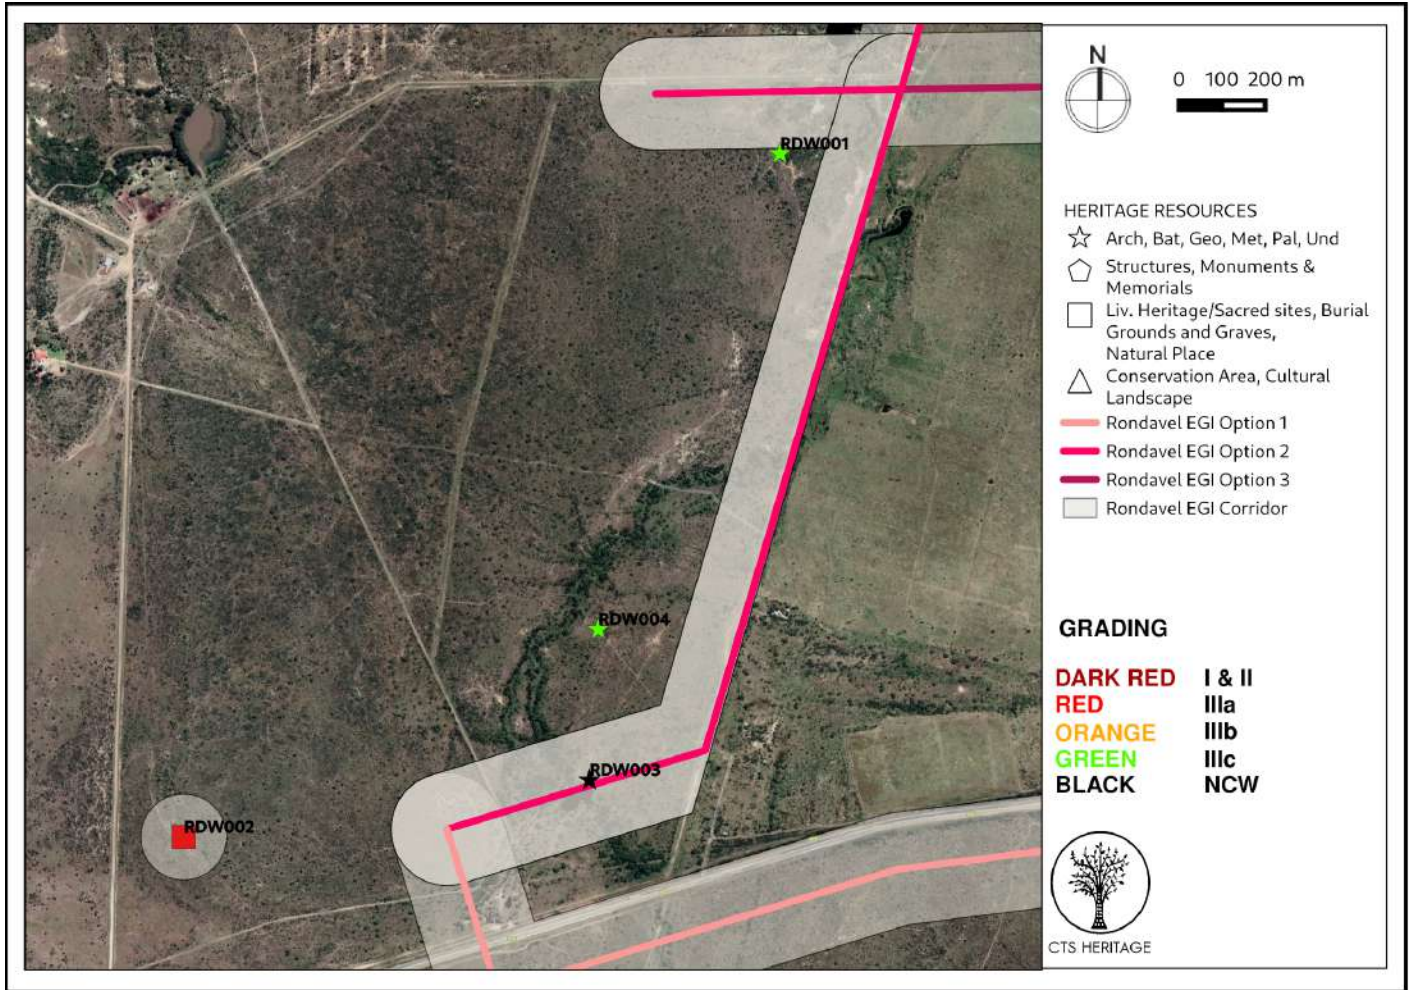 RDW001
RDW004
RDW003
RDW002
N
0 100 200 m
HERITAGE RESOURCES
Arch, Bat, Geo, Met, Pal, Und
Structures, Monuments &
Memorials
Liv. Heritage/Sacred sites, Burial
Grounds and Graves,
Natural Place
Conservation Area, Cultural
Landscape
Rondavel EGI Option 1
Rondavel EGI Option 2
Rondavel EGI Option 3
Rondavel EGI Corridor
GRADING
DARK RED I & II
RED IIIa
ORANGE IIIb
GREEN IIIc
BLACK NCW
CTS HERITAGE